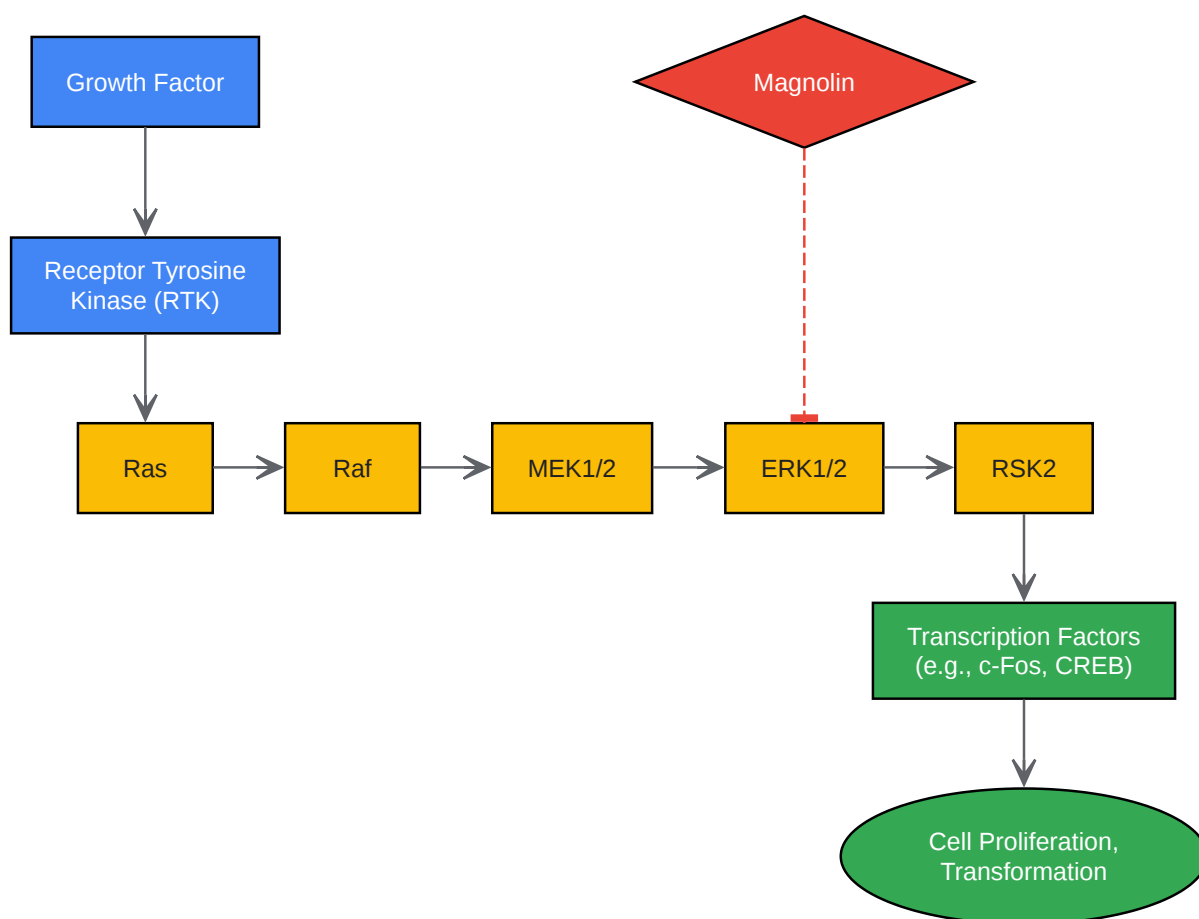 Growth Factor
Magnolin
Receptor Tyrosine
Kinase (RTK)
Ras
Raf
MEK1/2
ERK1/2
RSK2
Transcription Factors
(e.g., c-Fos, CREB)
Cell Proliferation,
Transformation